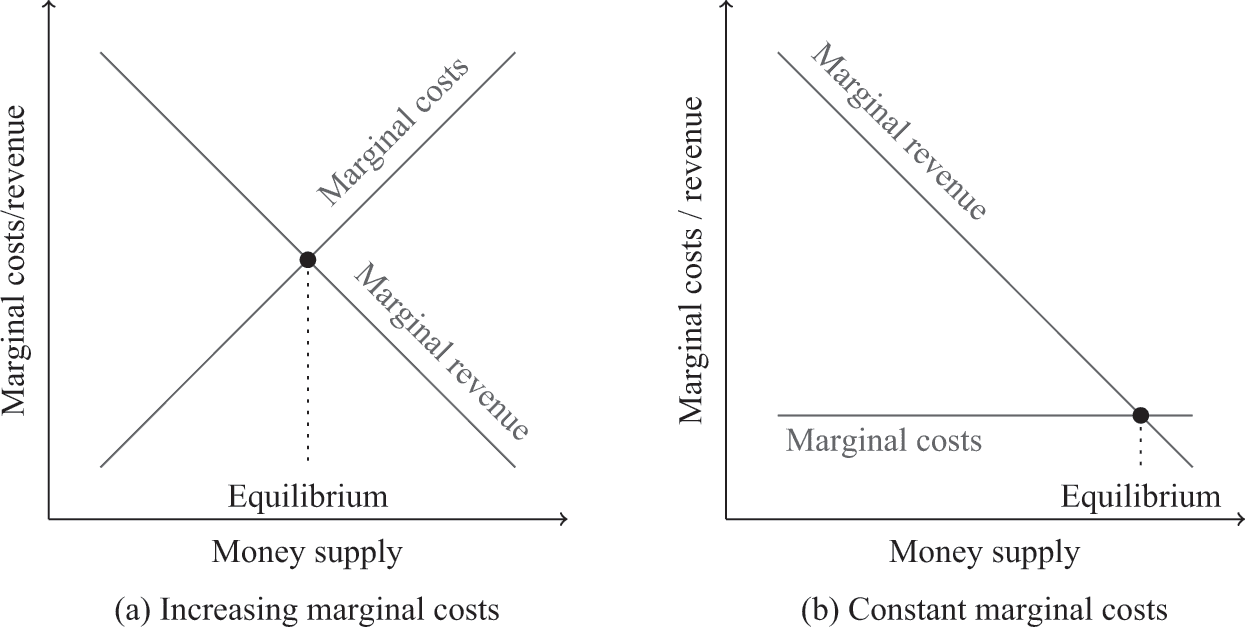 Marginal costs/revenue
Marginal costs
Marginal revenue
Equilibrium
Money supply
(a) Increasing marginal costs
Marginal costs / revenue
Marginal revenue
Marginal costs
Equilibrium
Money supply
(b) Constant marginal costs